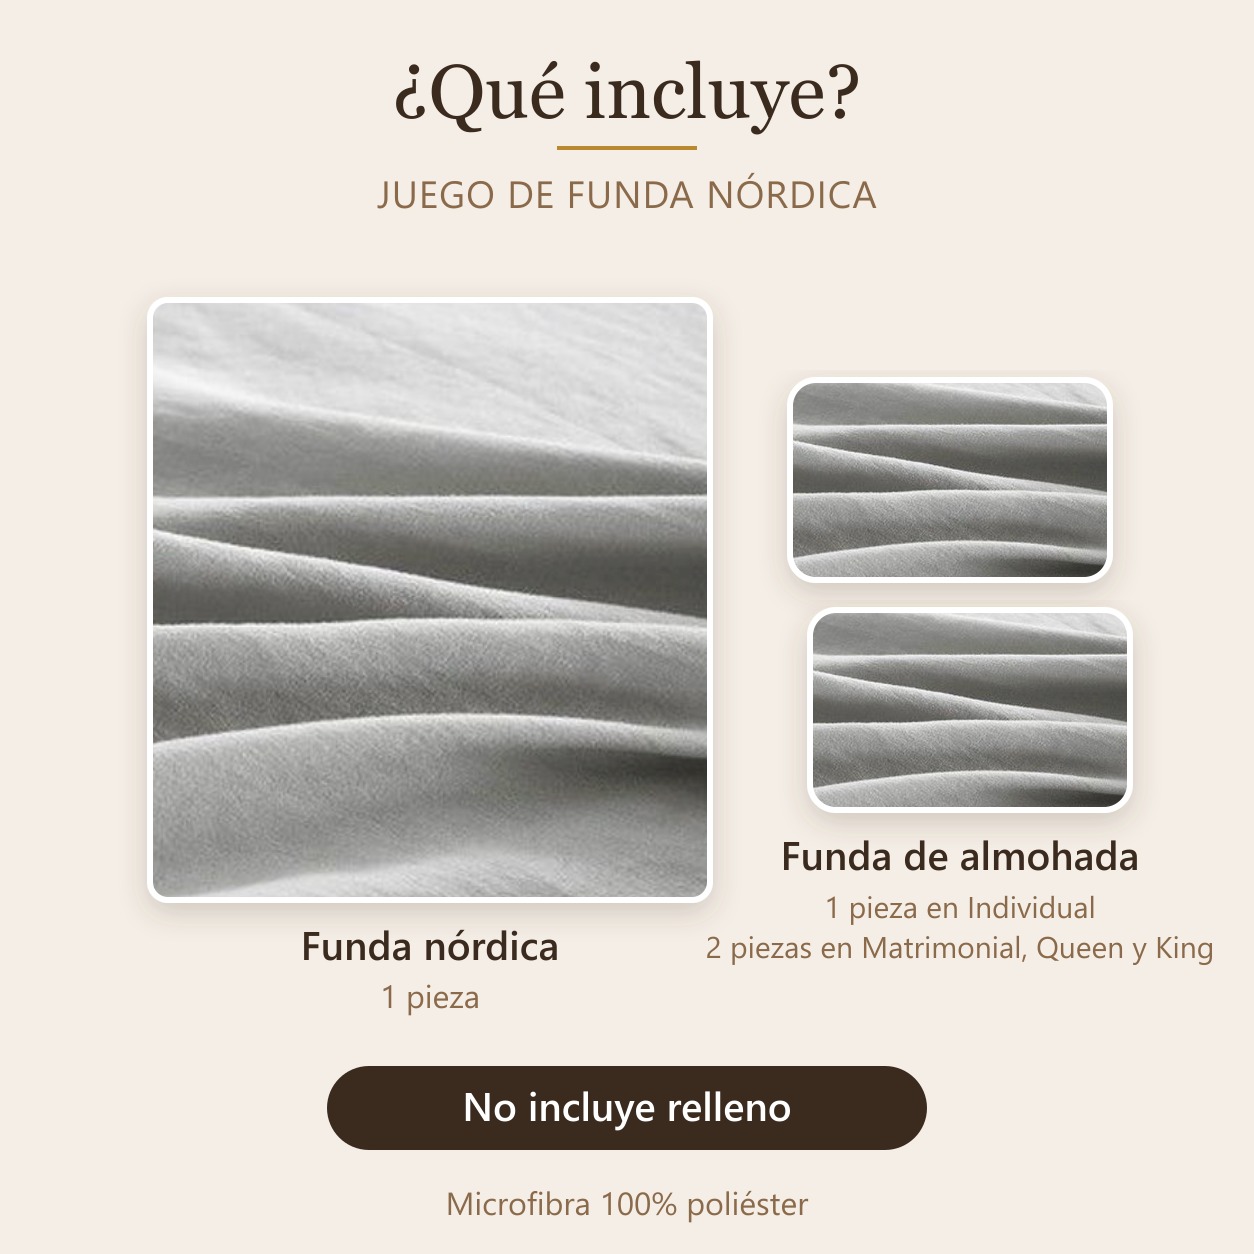 ¿Qué incluye?
JUEGO DE FUNDA NÓRDICA
Funda de almohada
1 pieza en Individual
2 piezas en Matrimonial, Queen y King
Funda nórdica
1 pieza
No incluye relleno
Microfibra 100% poliéster